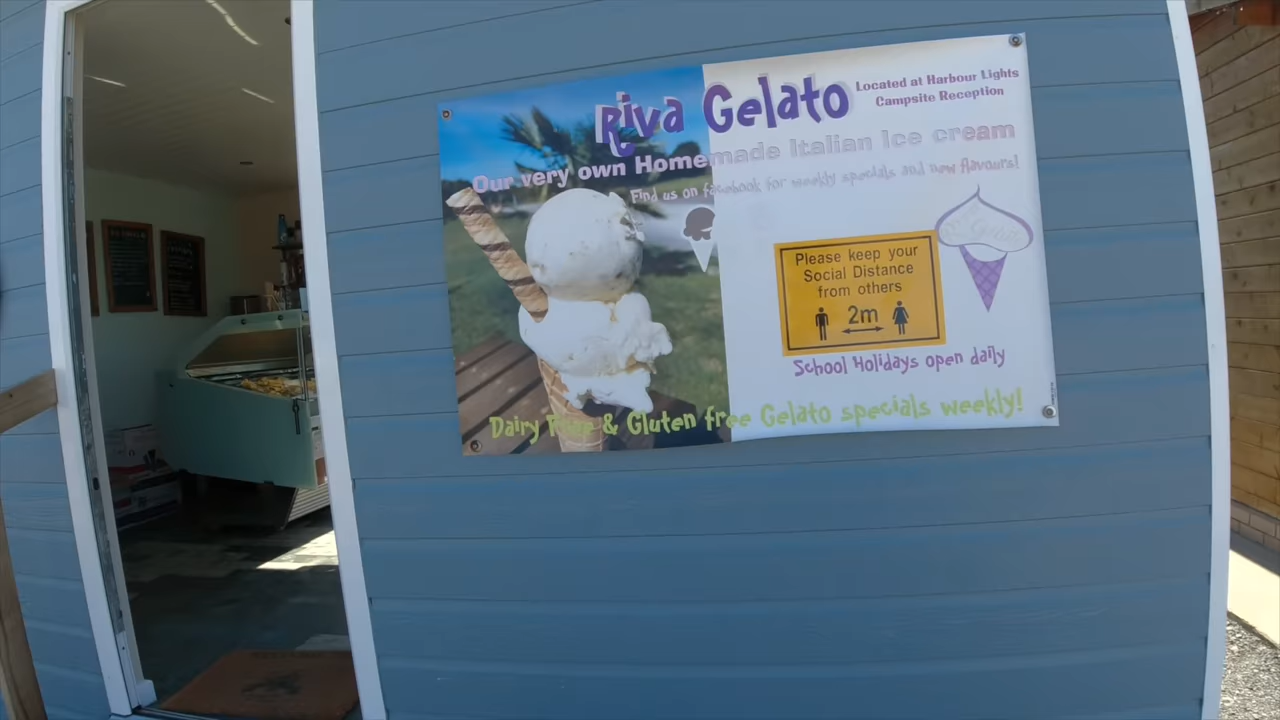 Riva Gelato
Located at Harbour Lights
Campsite Reception
Our very own Homemade Italian Ice cream
Find us on facebook for weekly specials and new flavours!
Please keep your
Social Distance
from others
2m
School Holidays open daily
Dairy Free & Gluten free Gelato specials weekly!